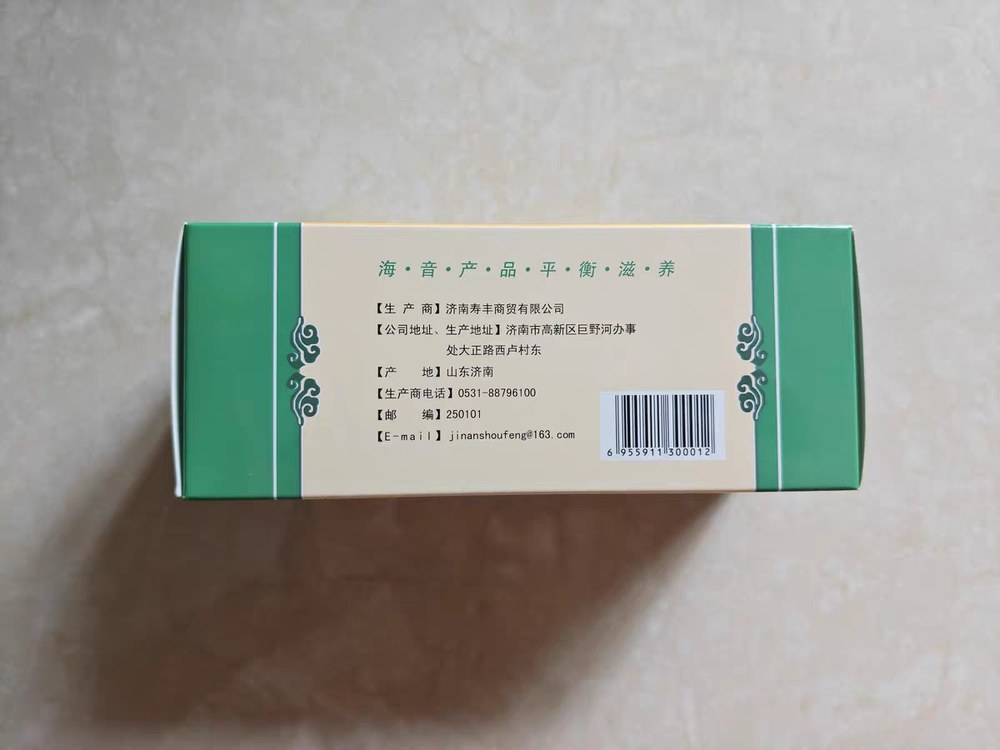 海·音·产·品·平·衡·滋·养
【生 产 商】济南寿丰商贸有限公司
【公司地址、生产地址】济南市高新区巨野河办事
处大正路西卢村东
【产 地】山东济南
【生产商电话】0531-88796100
【邮 编】250101
【E-mail】jinanshoufeng@163.com
6 955911 300012